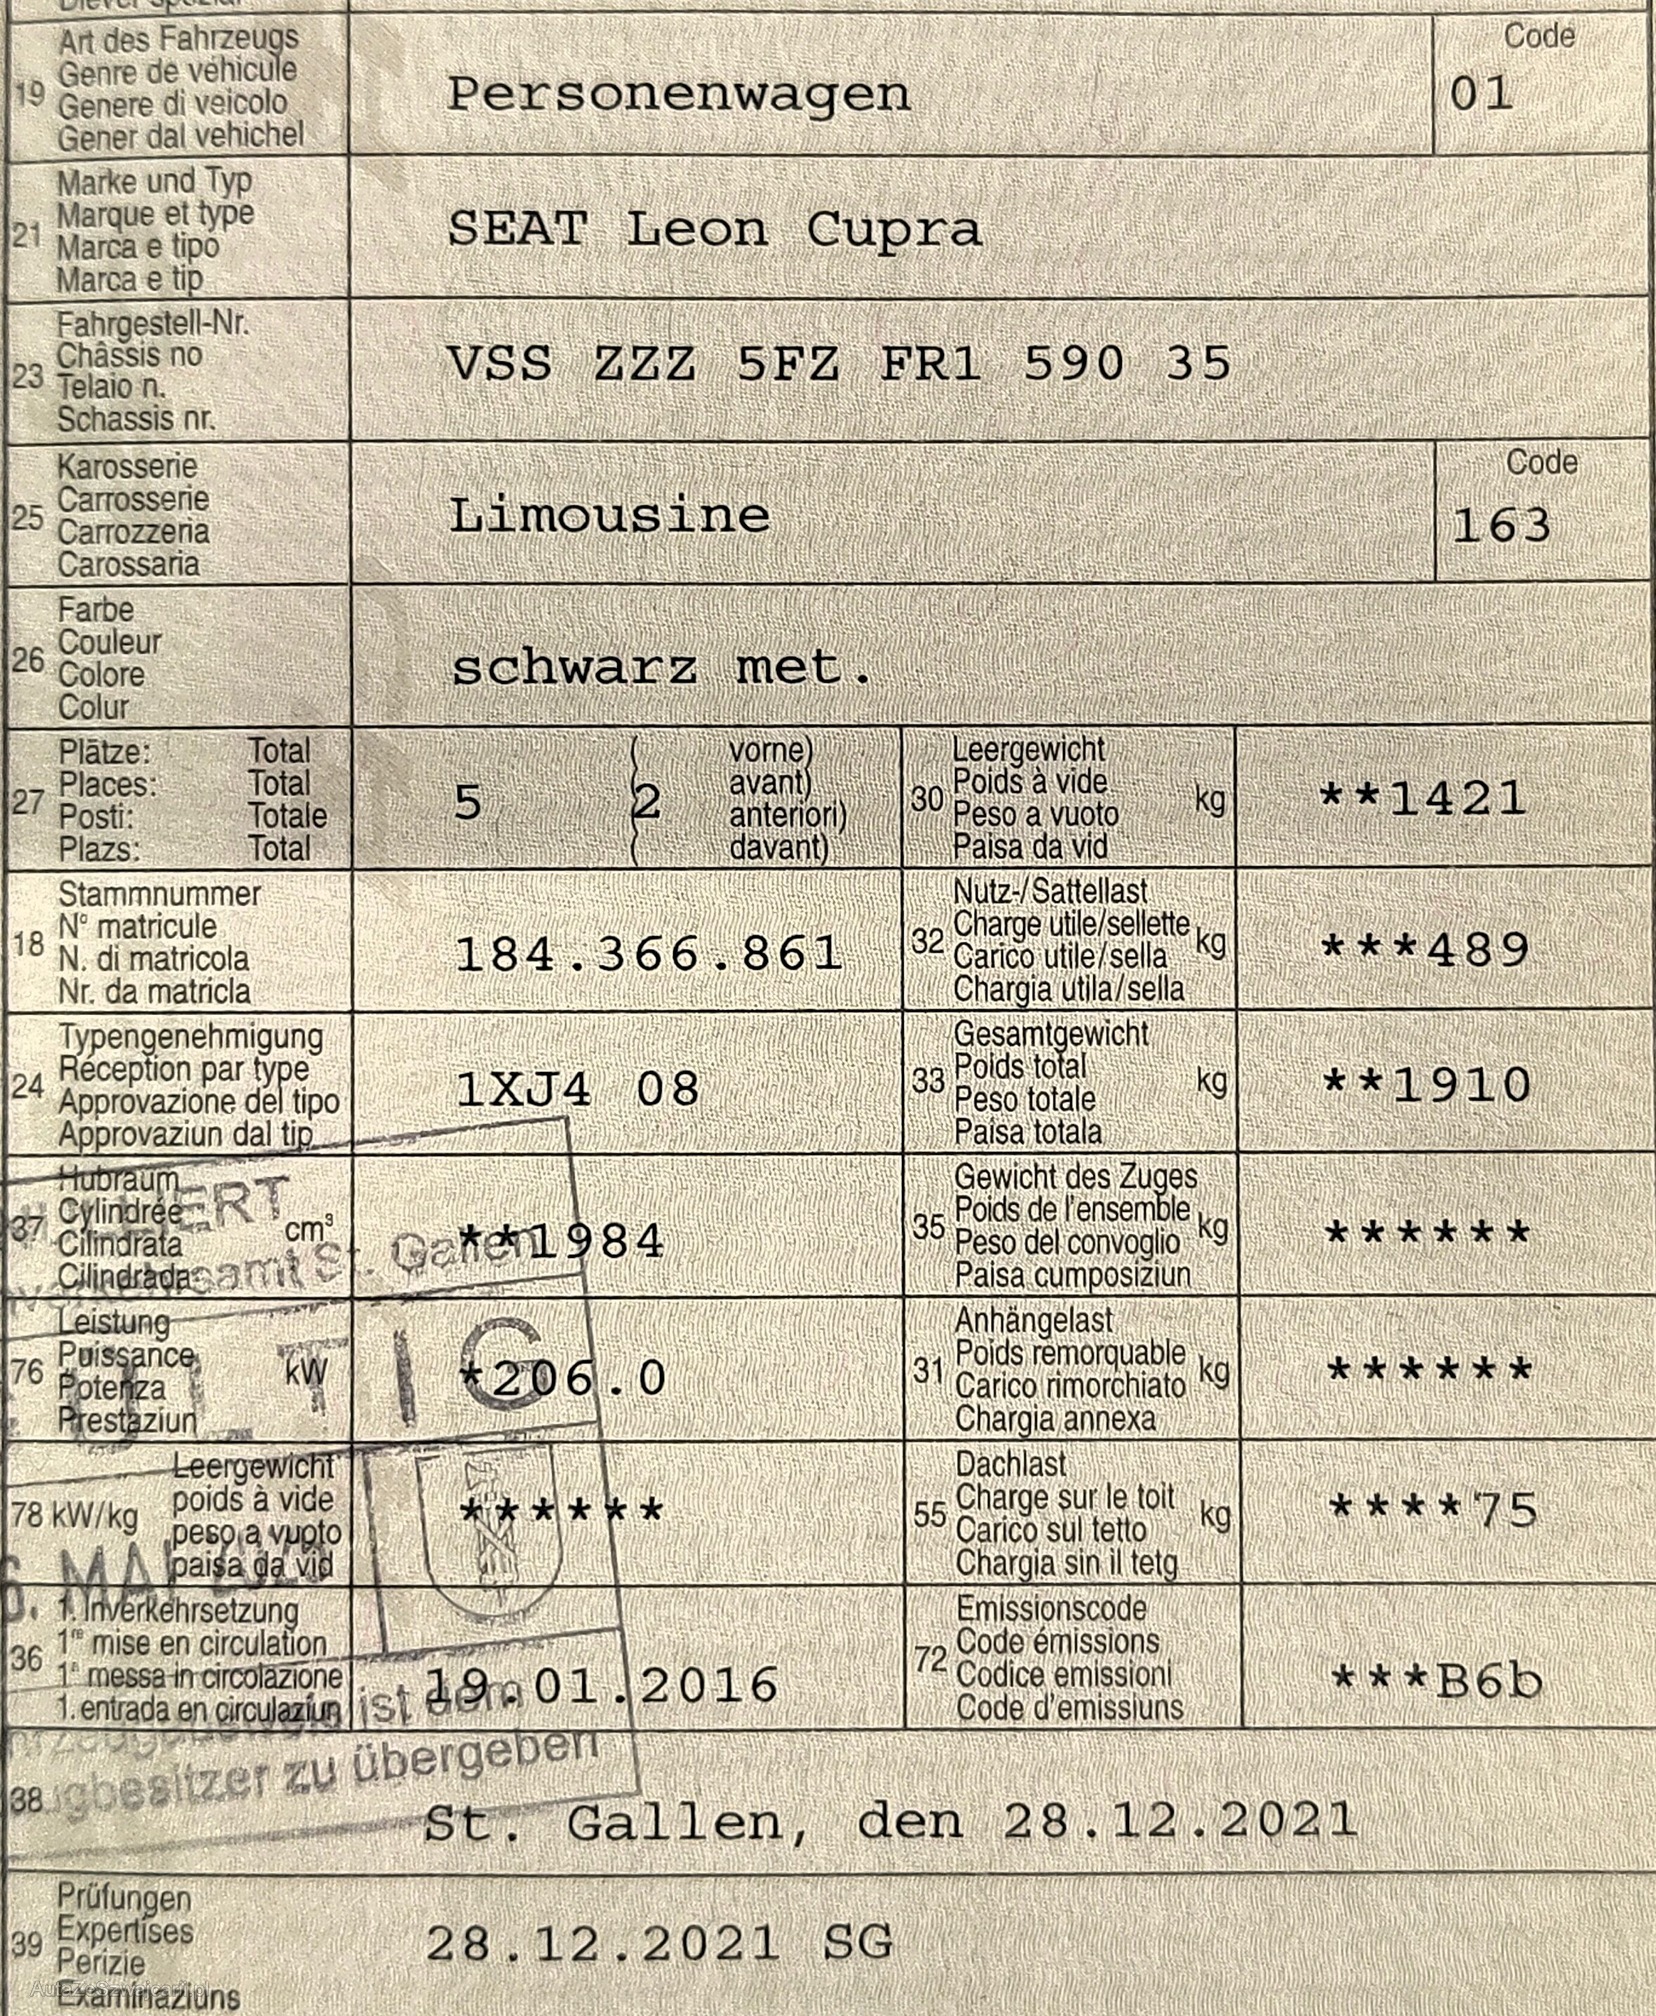 19 Art des Fahrzeugs
Genre de véhicule
Genere di veicolo
Gener dal vehichel
Personenwagen
Code
01
21 Marke und Typ
Marque et type
Marca e tipo
Marca e tip
SEAT Leon Cupra
23 Fahrgestell-Nr.
Châssis no
Telaio n.
Schassis nr.
VSS ZZZ 5FZ FR1 590 35
25 Karosserie
Carrosserie
Carrozzeria
Carossaria
Limousine
Code
163
26 Farbe
Couleur
Colore
Colur
schwarz met.
27 Plätze: Total
Places: Total
Posti: Totale
Plazs: Total
5 ( 2 vorne)
avant)
anteriori)
davant)
30 Leergewicht
Poids à vide
Peso a vuoto
Paisa da vid
kg
**1421
18 Stammnummer
N° matricule
N. di matricola
Nr. da matricla
184.366.861
32 Nutz-/Sattellast
Charge utile/sellette
Carico utile/sella
Chargia utila/sella
kg
***489
24 Typengenehmigung
Réception par type
Approvazione del tipo
Approvaziun dal tip
1XJ4 08
33 Gesamtgewicht
Poids total
Peso totale
Paisa totala
kg
**1910
37 Hubraum
Cylindrée
Cilindrata
Cilindrada
cm³
**1984
35 Gewicht des Zuges
Poids de l'ensemble
Peso del convoglio
Paisa cumposiziun
kg
******
76 Leistung
Puissance
Potenza
Prestaziun
kW
*206.0
31 Anhängelast
Poids remorquable
Carico rimorchiato
Chargia annexa
kg
******
78 kW/kg
Leergewicht
poids à vide
peso a vuoto
paisa da vid
******
55 Dachlast
Charge sur le toit
Carico sul tetto
Chargia sin il tetg
kg
****75
36 1. Inverkehrsetzung
1re mise en circulation
1a messa in circolazione
1. entrada en circulaziun
19.01.2016
72 Emissionscode
Code émissions
Codice emissioni
Code d'emissiuns
***B6b
St. Gallen
MAI
ist dem
zu übergeben
38
St. Gallen, den 28.12.2021
39 Prüfungen
Expertises
Perizie
Examinaziuns
28.12.2021 SG